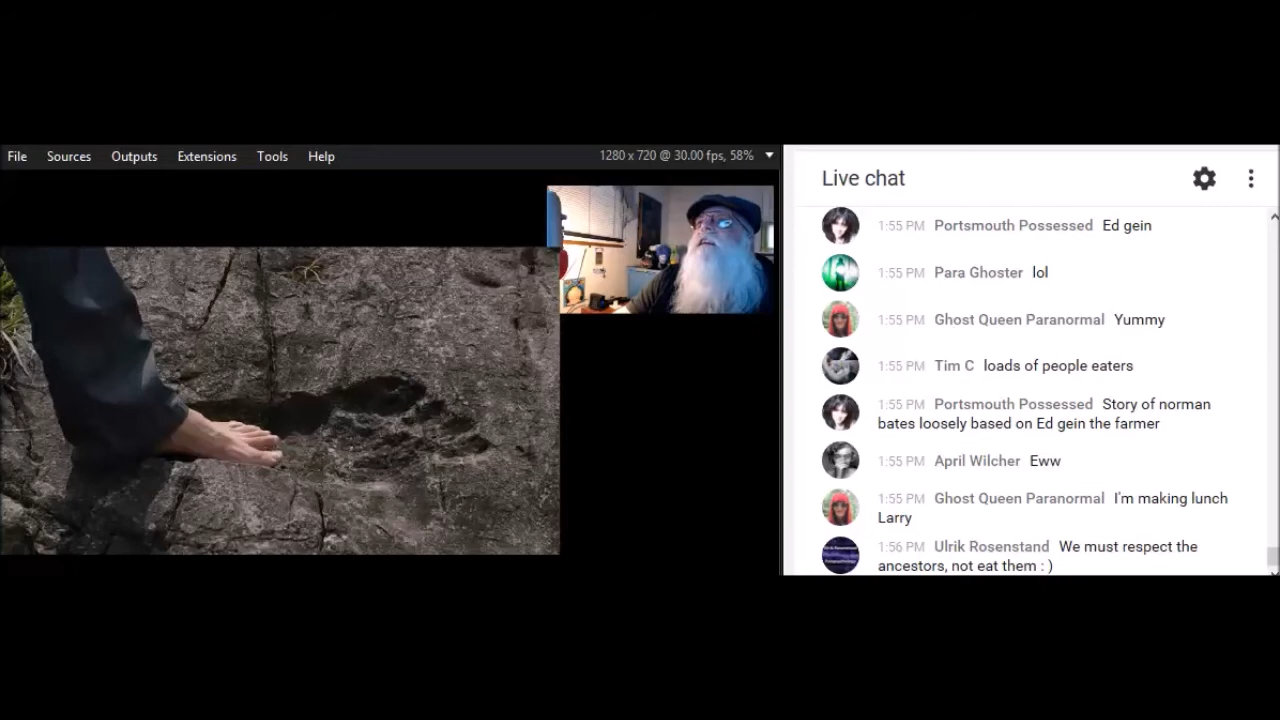 File Sources Outputs Extensions Tools Help
1280 x 720 @ 30.00 fps, 58%
Live chat
1:55 PM Portsmouth Possessed Ed gein
1:55 PM Para Ghoster lol
1:55 PM Ghost Queen Paranormal Yummy
1:55 PM Tim C loads of people eaters
1:55 PM Portsmouth Possessed Story of norman
bates loosely based on Ed gein the farmer
1:55 PM April Wilcher Eww
1:55 PM Ghost Queen Paranormal I'm making lunch
Larry
1:56 PM Ulrik Rosenstand We must respect the
ancestors, not eat them : )